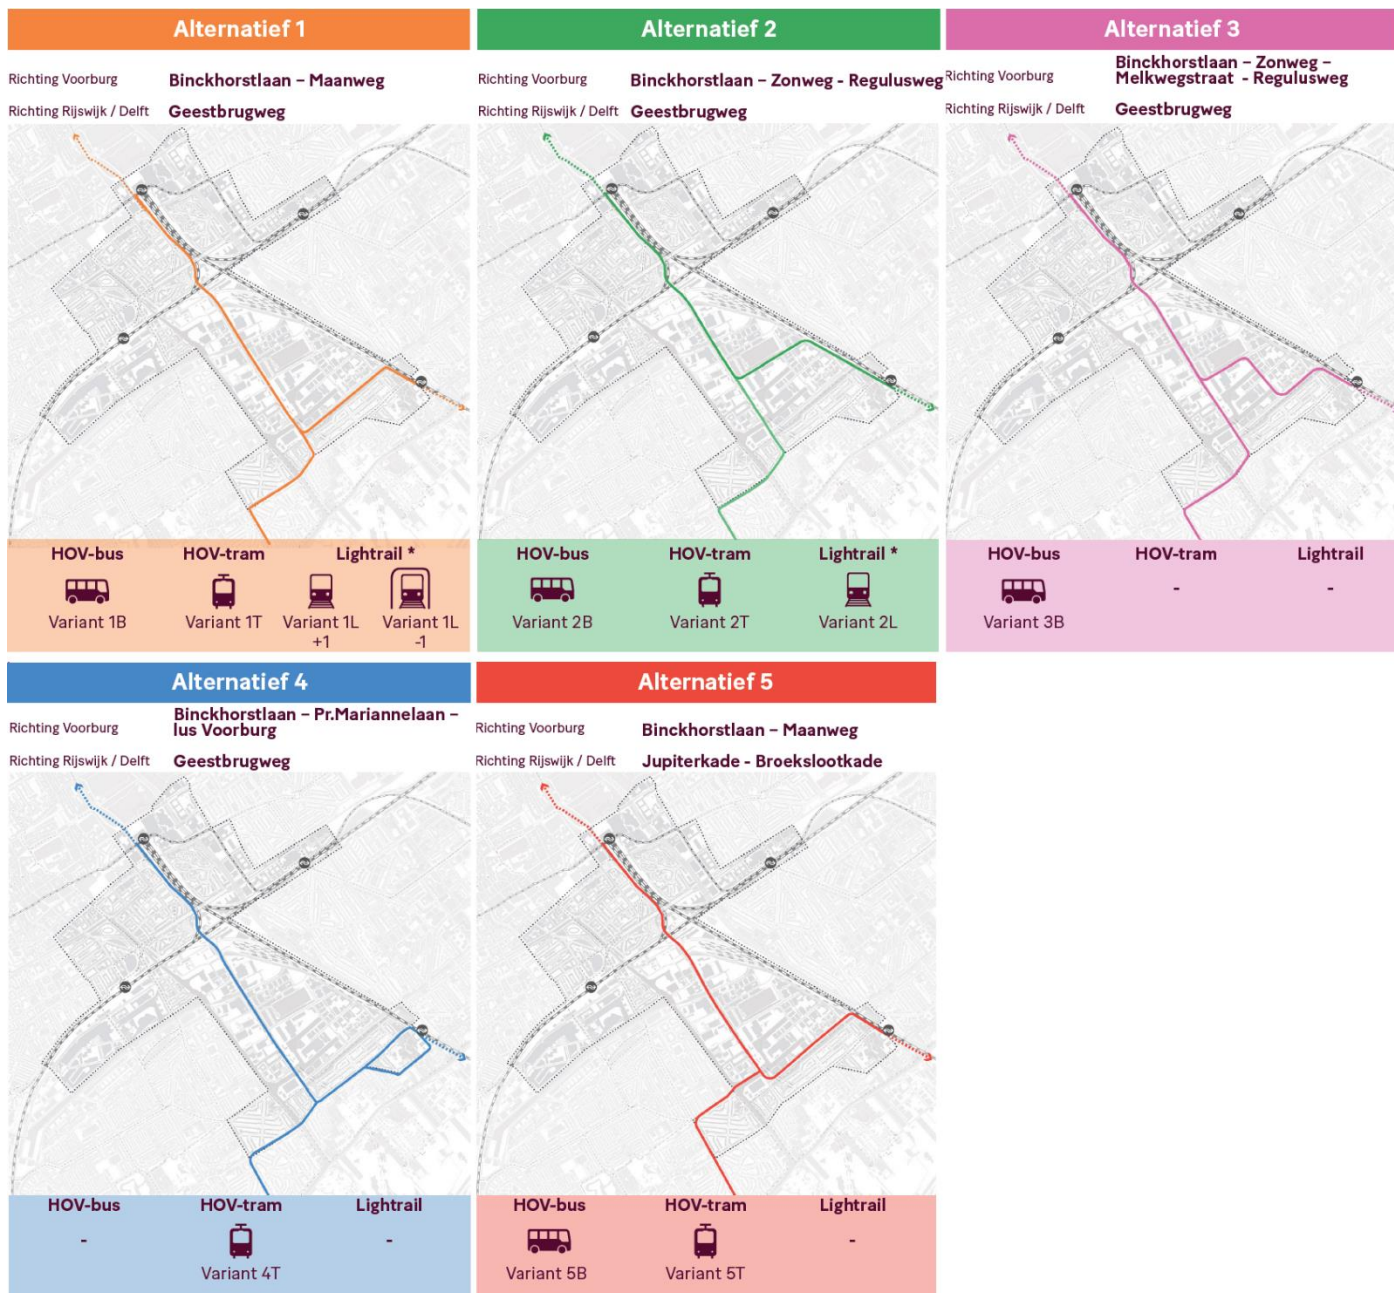 Alternatief 1
Richting Voorburg Binckhorstlaan – Maanweg
Richting Rijswijk / Delft Geestbrugweg
HOV-bus HOV-tram Lightrail *
Variant 1B Variant 1T Variant 1L +1 Variant 1L -1
Alternatief 2
Richting Voorburg Binckhorstlaan – Zonweg - Regulusweg
Richting Rijswijk / Delft Geestbrugweg
HOV-bus HOV-tram Lightrail *
Variant 2B Variant 2T Variant 2L
Alternatief 3
Richting Voorburg Binckhorstlaan – Zonweg –
Melkwegstraat - Regulusweg
Richting Rijswijk / Delft Geestbrugweg
HOV-bus HOV-tram Lightrail
- -
Variant 3B
Alternatief 4
Richting Voorburg Binckhorstlaan – Pr.Mariannelaan –
lus Voorburg
Richting Rijswijk / Delft Geestbrugweg
HOV-bus HOV-tram Lightrail
- -
Variant 4T
Alternatief 5
Richting Voorburg Binckhorstlaan – Maanweg
Richting Rijswijk / Delft Jupiterkade - Broekslootkade
HOV-bus HOV-tram Lightrail
-
Variant 5B Variant 5T